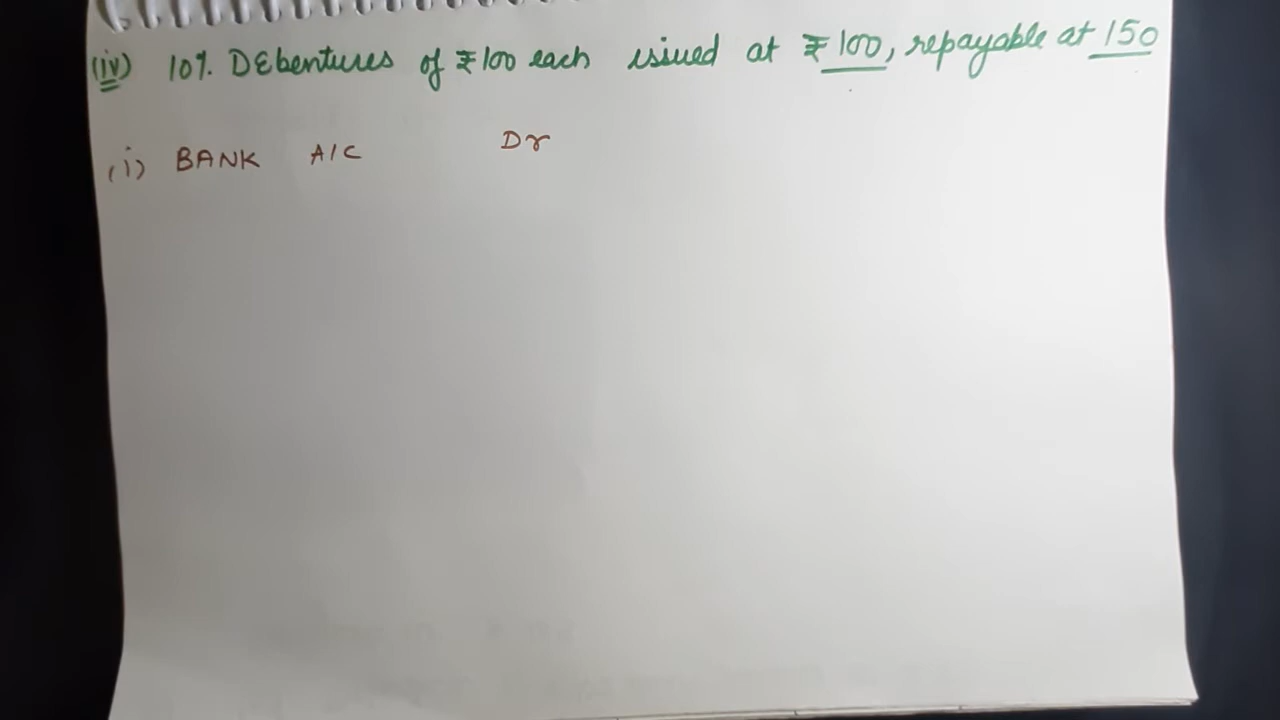 (iv) 10% DEbentures of ₹100 each issued at ₹100, repayable at 150
(i) BANK A/C Dr